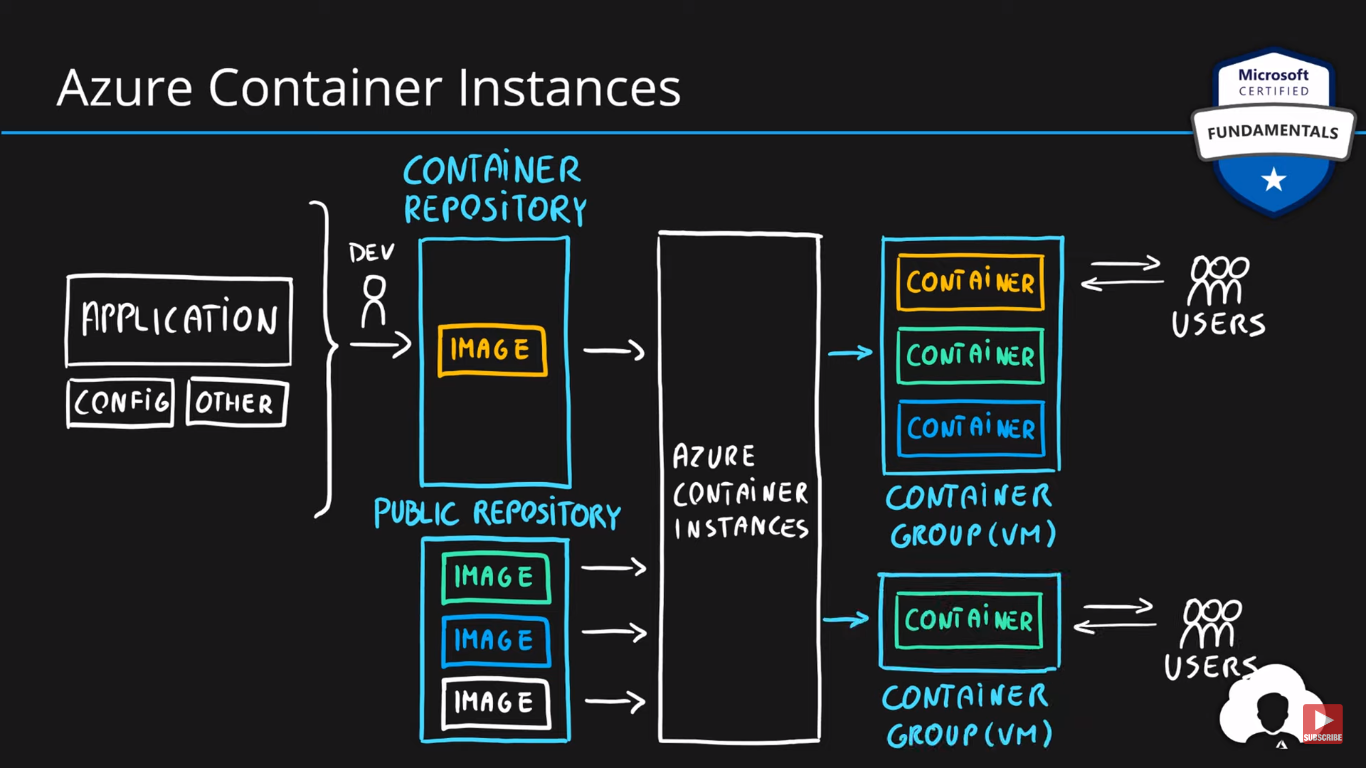 Azure Container Instances
Microsoft
CERTIFIED
FUNDAMENTALS
CONTAINER
REPOSITORY
DEV
APPLICATION
CONFIG
OTHER
IMAGE
PUBLIC REPOSITORY
IMAGE
IMAGE
IMAGE
AZURE
CONTAINER
INSTANCES
CONTAINER
CONTAINER
CONTAINER
CONTAINER
GROUP (VM)
USERS
CONTAINER
CONTAINER
GROUP (VM)
USERS
SUBSCRIBE